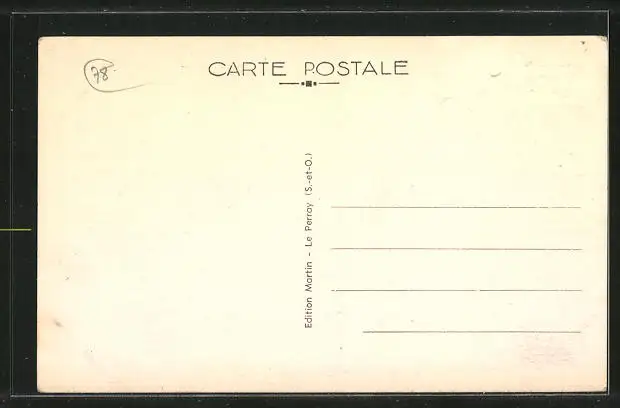 78
CARTE POSTALE
Edition Martin - Le Perray (S.-et-O.)